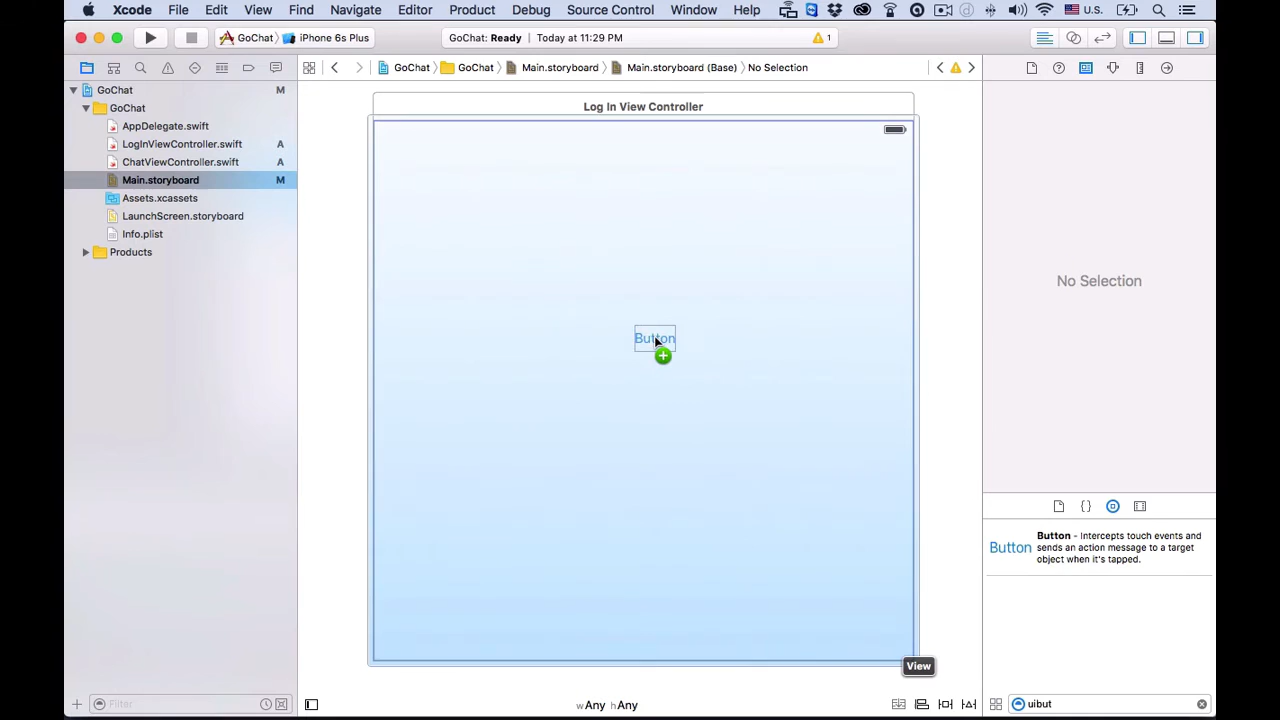 Xcode File Edit View Find Navigate Editor Product Debug Source Control Window Help U.S.
GoChat iPhone 6s Plus GoChat: Ready Today at 11:29 PM 1
GoChat GoChat Main.storyboard Main.storyboard (Base) No Selection
GoChat M
GoChat
AppDelegate.swift
LogInViewController.swift A
ChatViewController.swift A
Main.storyboard M
Assets.xcassets
LaunchScreen.storyboard
Info.plist
Products
Filter
Log In View Controller
Button
View
wAny hAny
No Selection
Button
Button - Intercepts touch events and
sends an action message to a target
object when it's tapped.
uibut